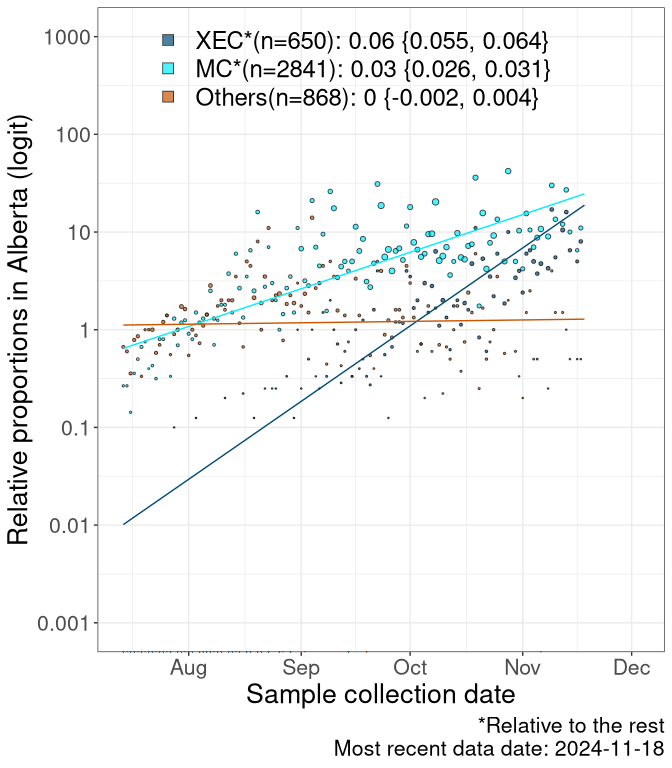 XEC*(n=650): 0.06 {0.055, 0.064}
MC*(n=2841): 0.03 {0.026, 0.031}
Others(n=868): 0 {-0.002, 0.004}
Relative proportions in Alberta (logit)
1000
100
10
1
0.1
0.01
0.001
Aug Sep Oct Nov Dec
Sample collection date
*Relative to the rest
Most recent data date: 2024-11-18